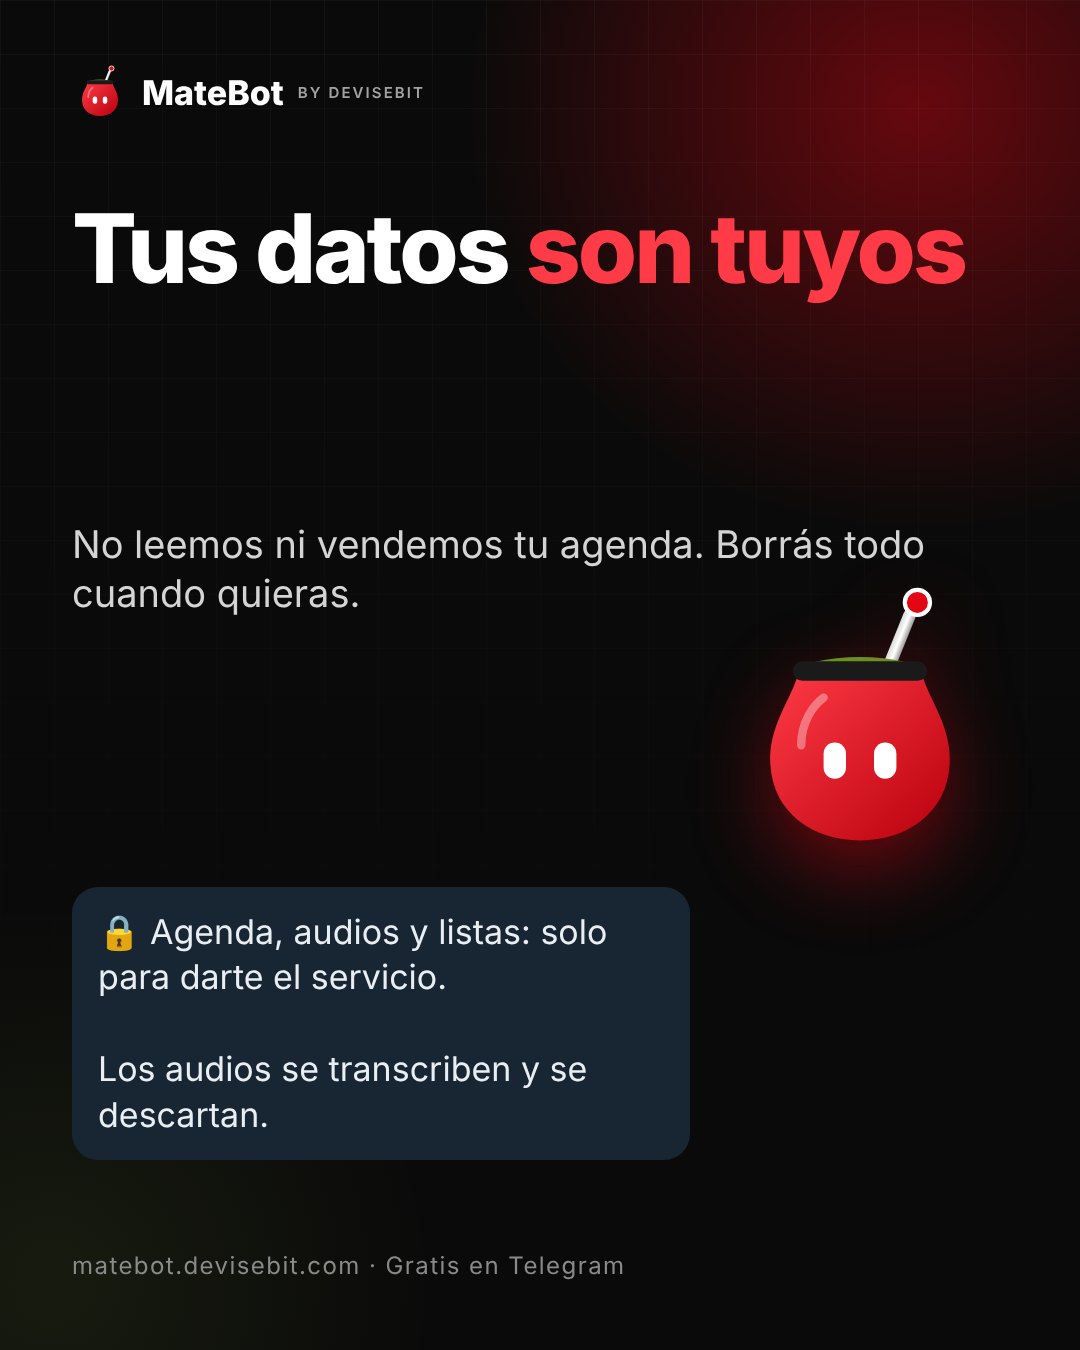 MateBot BY DEVISEBIT
Tus datos son tuyos
No leemos ni vendemos tu agenda. Borrás todo
cuando quieras.
🔒 Agenda, audios y listas: solo
para darte el servicio.
Los audios se transcriben y se
descartan.
matebot.devisebit.com · Gratis en Telegram